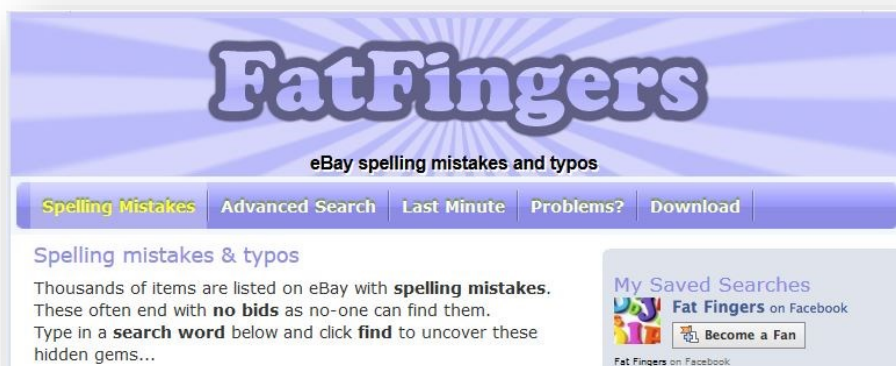 FatFingers
eBay spelling mistakes and typos
Spelling Mistakes Advanced Search Last Minute Problems? Download
Spelling mistakes & typos
Thousands of items are listed on eBay with spelling mistakes.
These often end with no bids as no-one can find them.
Type in a search word below and click find to uncover these
hidden gems...
My Saved Searches
Fat Fingers on Facebook
Become a Fan
Fat Fingers on Facebook